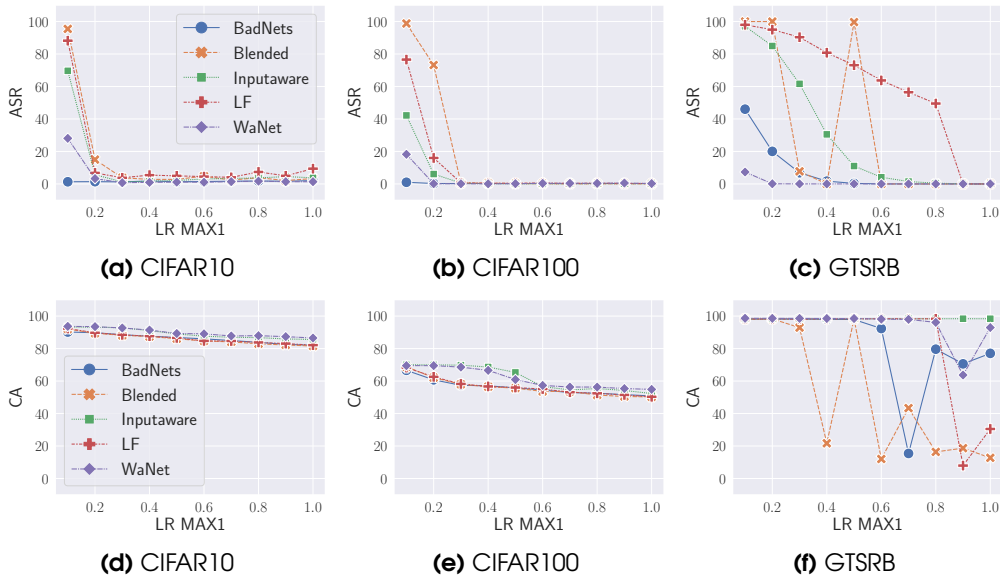 ASR
100
80
60
40
20
0
BadNets
Blended
Inputaware
LF
WaNet
0.2 0.4 0.6 0.8 1.0
LR MAX1
(a) CIFAR10
ASR
100
80
60
40
20
0
0.2 0.4 0.6 0.8 1.0
LR MAX1
(b) CIFAR100
ASR
100
80
60
40
20
0
0.2 0.4 0.6 0.8 1.0
LR MAX1
(c) GTSRB
CA
100
80
60
40
20
0
BadNets
Blended
Inputaware
LF
WaNet
0.2 0.4 0.6 0.8 1.0
LR MAX1
(d) CIFAR10
CA
100
80
60
40
20
0
0.2 0.4 0.6 0.8 1.0
LR MAX1
(e) CIFAR100
CA
100
80
60
40
20
0
0.2 0.4 0.6 0.8 1.0
LR MAX1
(f) GTSRB